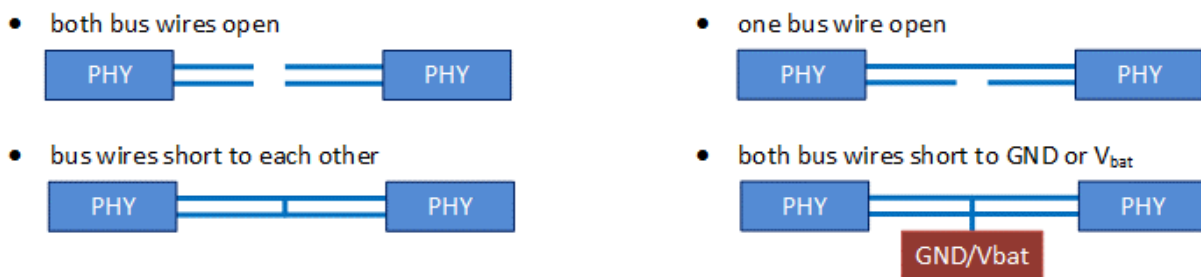 • both bus wires open
PHY PHY
• one bus wire open
PHY PHY
• bus wires short to each other
PHY PHY
• both bus wires short to GND or Vbat
PHY PHY
GND/Vbat